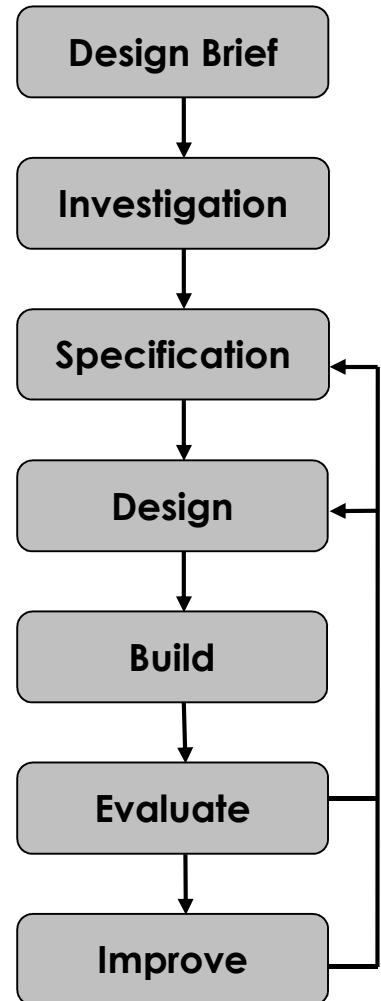 Design Brief
Investigation
Specification
Design
Build
Evaluate
Improve